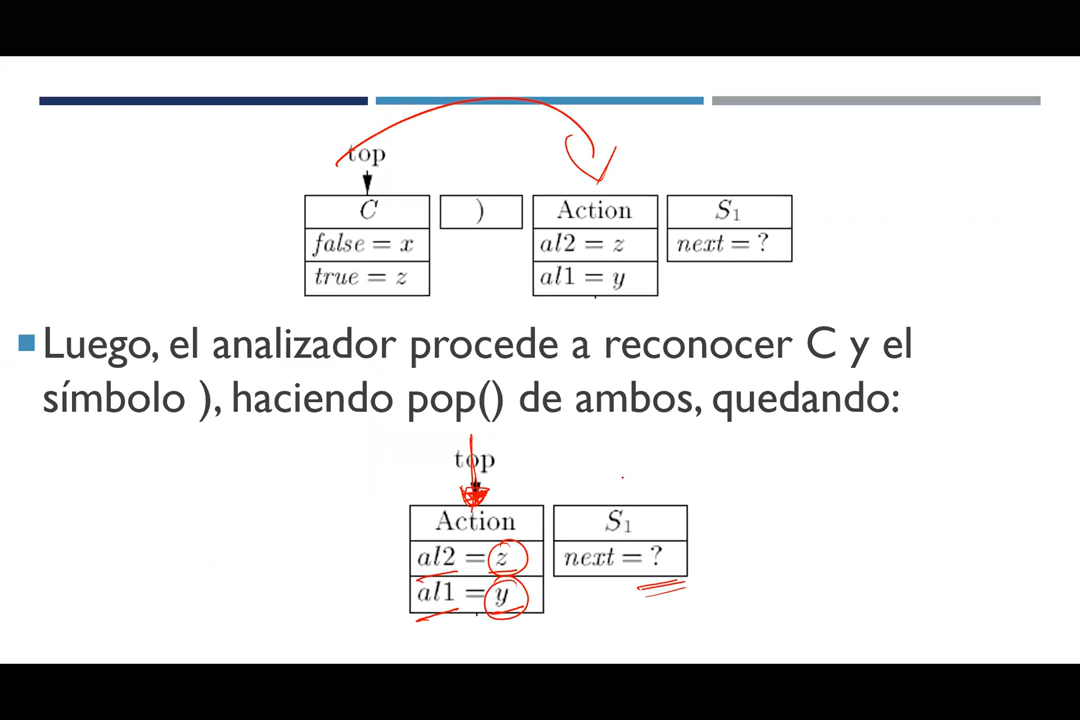 top
C ) Action S₁
false = x al2 = z next = ?
true = z al1 = y
Luego, el analizador procede a reconocer C y el
símbolo ), haciendo pop() de ambos, quedando:
top
Action S₁
al2 = z next = ?
al1 = y